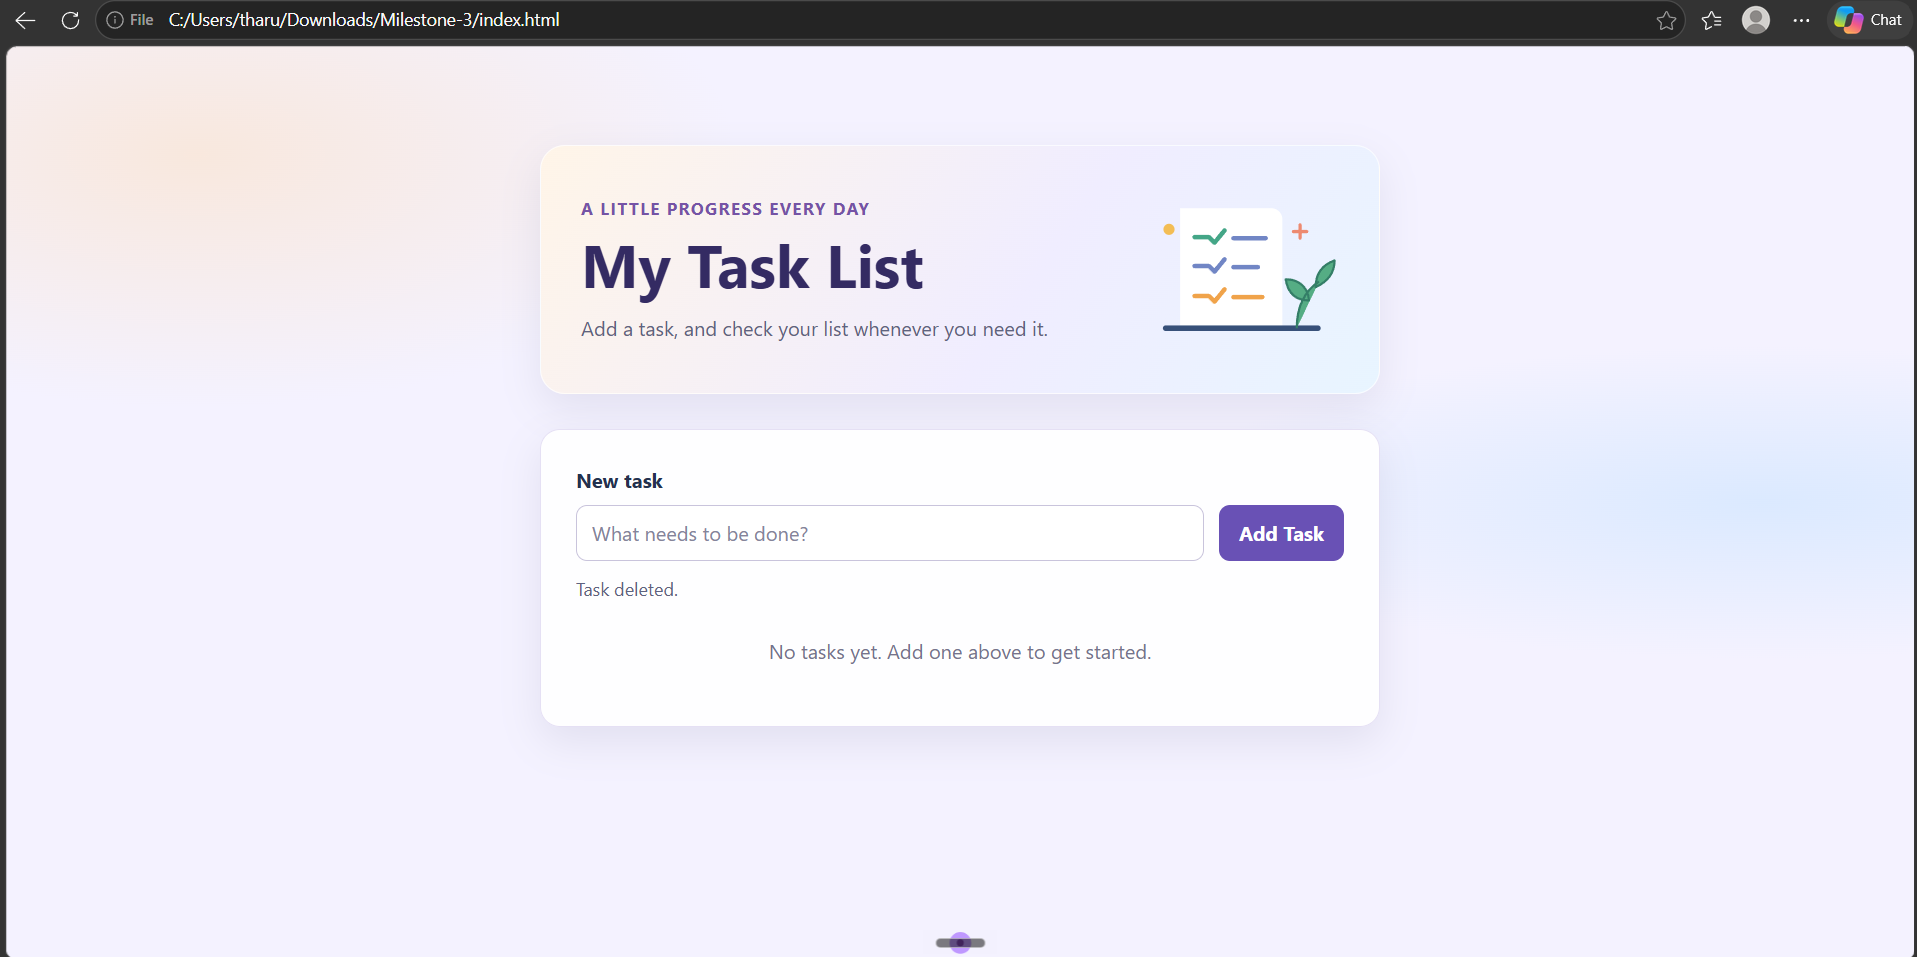 File C:/Users/tharu/Downloads/Milestone-3/index.html
Chat
A LITTLE PROGRESS EVERY DAY
My Task List
Add a task, and check your list whenever you need it.
New task
What needs to be done?
Add Task
Task deleted.
No tasks yet. Add one above to get started.